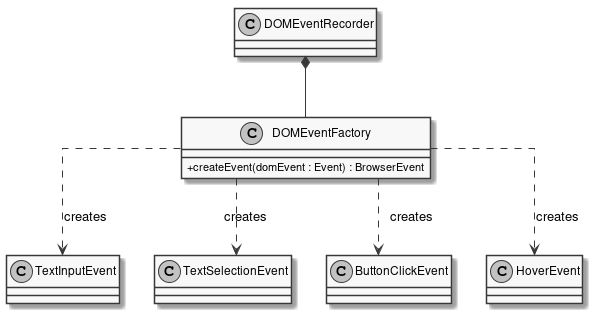 C DOMEventRecorder
C DOMEventFactory
+createEvent(domEvent : Event) : BrowserEvent
creates creates creates creates
C TextInputEvent C TextSelectionEvent C ButtonClickEvent C HoverEvent